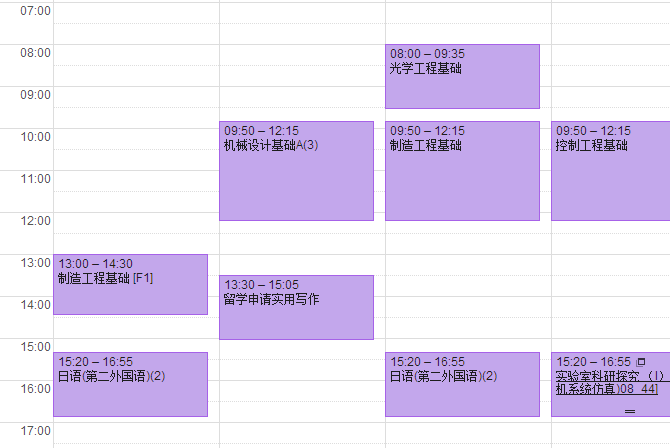 07:00
08:00
09:00
10:00
11:00
12:00
13:00
14:00
15:00
16:00
17:00
13:00 – 14:30
制造工程基础 [F1]
15:20 – 16:55
日语(第二外国语)(2)
09:50 – 12:15
机械设计基础A(3)
13:30 – 15:05
留学申请实用写作
08:00 – 09:35
光学工程基础
09:50 – 12:15
制造工程基础
15:20 – 16:55
日语(第二外国语)(2)
09:50 – 12:15
控制工程基础
15:20 – 16:55
实验室科研探究 (I)
机系统仿真)08_44]